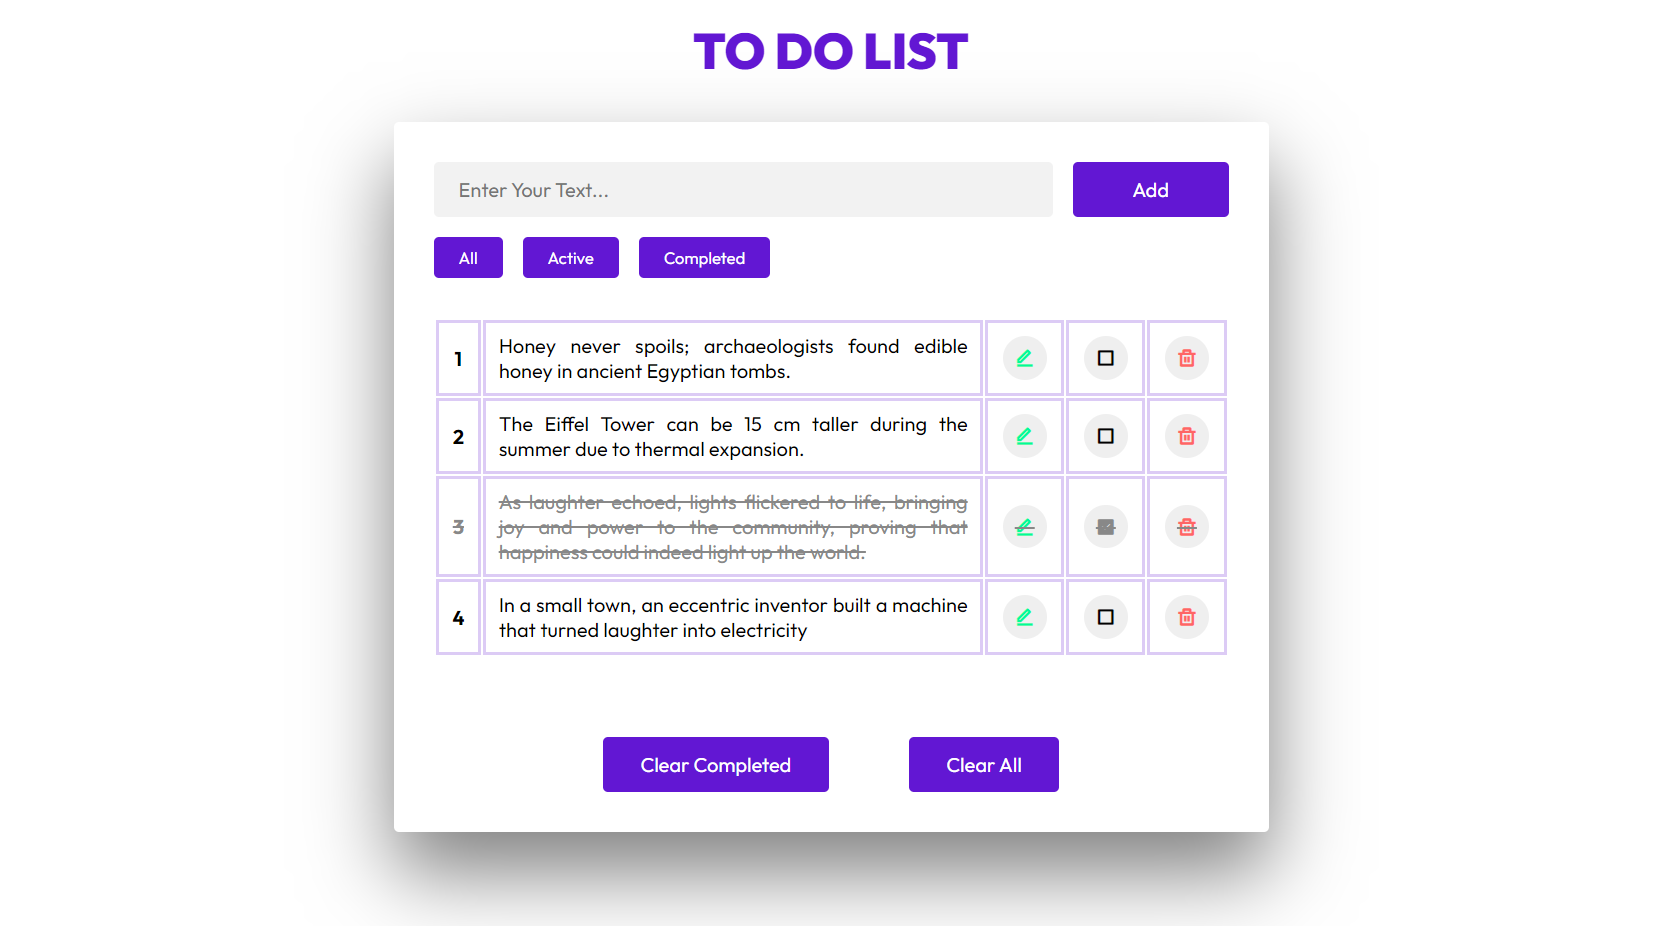 TO DO LIST
Enter Your Text...
Add
All
Active
Completed
1
Honey never spoils; archaeologists found edible
honey in ancient Egyptian tombs.
2
The Eiffel Tower can be 15 cm taller during the
summer due to thermal expansion.
3
As laughter echoed, lights flickered to life, bringing
joy and power to the community, proving that
happiness could indeed light up the world.
4
In a small town, an eccentric inventor built a machine
that turned laughter into electricity
Clear Completed
Clear All